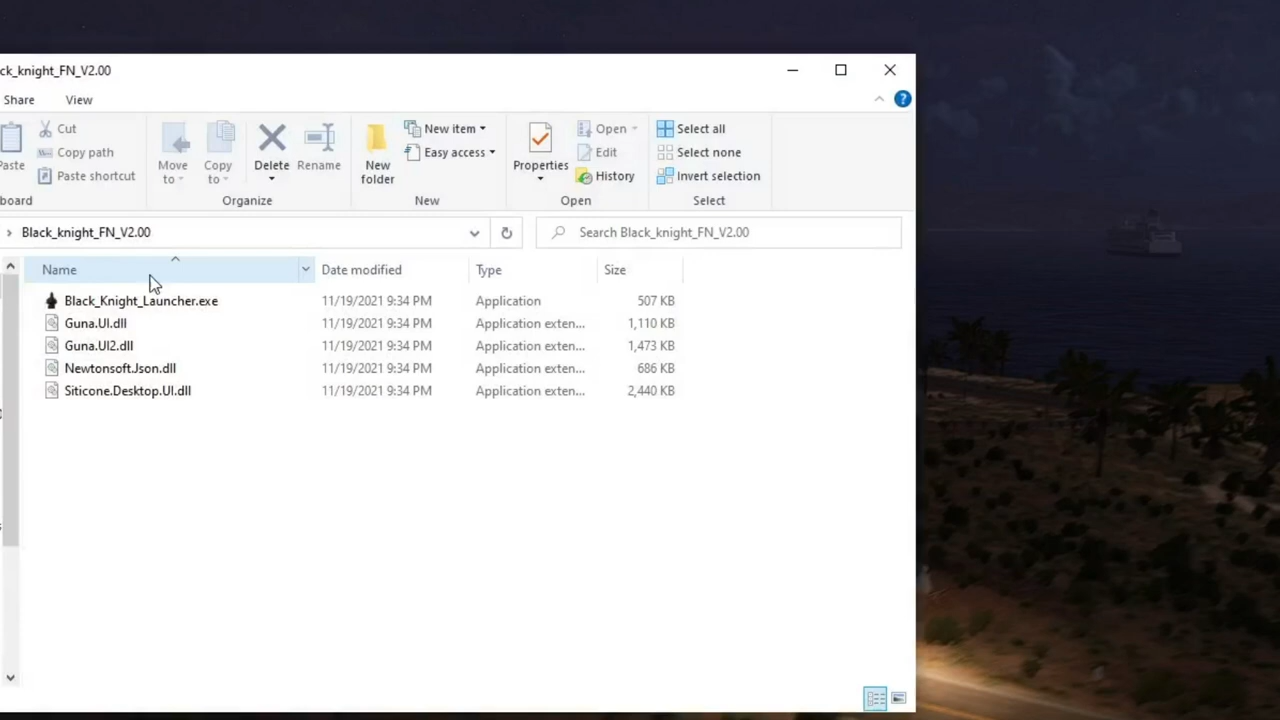 ck_knight_FN_V2.00
Share View
Paste
Cut
Copy path
Paste shortcut
board
Move to
Copy to
Delete
Rename
Organize
New folder
New item
Easy access
New
Properties
Open
Edit
History
Open
Select all
Select none
Invert selection
Select
Black_knight_FN_V2.00
Search Black_knight_FN_V2.00
Name Date modified Type Size
Black_Knight_Launcher.exe 11/19/2021 9:34 PM Application 507 KB
Guna.UI.dll 11/19/2021 9:34 PM Application exten... 1,110 KB
Guna.UI2.dll 11/19/2021 9:34 PM Application exten... 1,473 KB
Newtonsoft.Json.dll 11/19/2021 9:34 PM Application exten... 686 KB
Siticone.Desktop.UI.dll 11/19/2021 9:34 PM Application exten... 2,440 KB